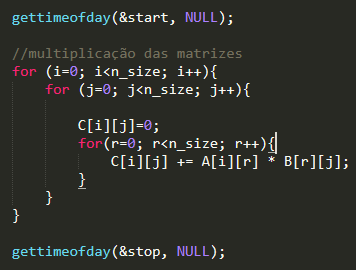 gettimeofday(&start, NULL);
//multiplicação das matrizes
for (i=0; i<n_size; i++){
for (j=0; j<n_size; j++){
C[i][j]=0;
for(r=0; r<n_size; r++){
C[i][j] += A[i][r] * B[r][j];
}
}
}
gettimeofday(&stop, NULL);